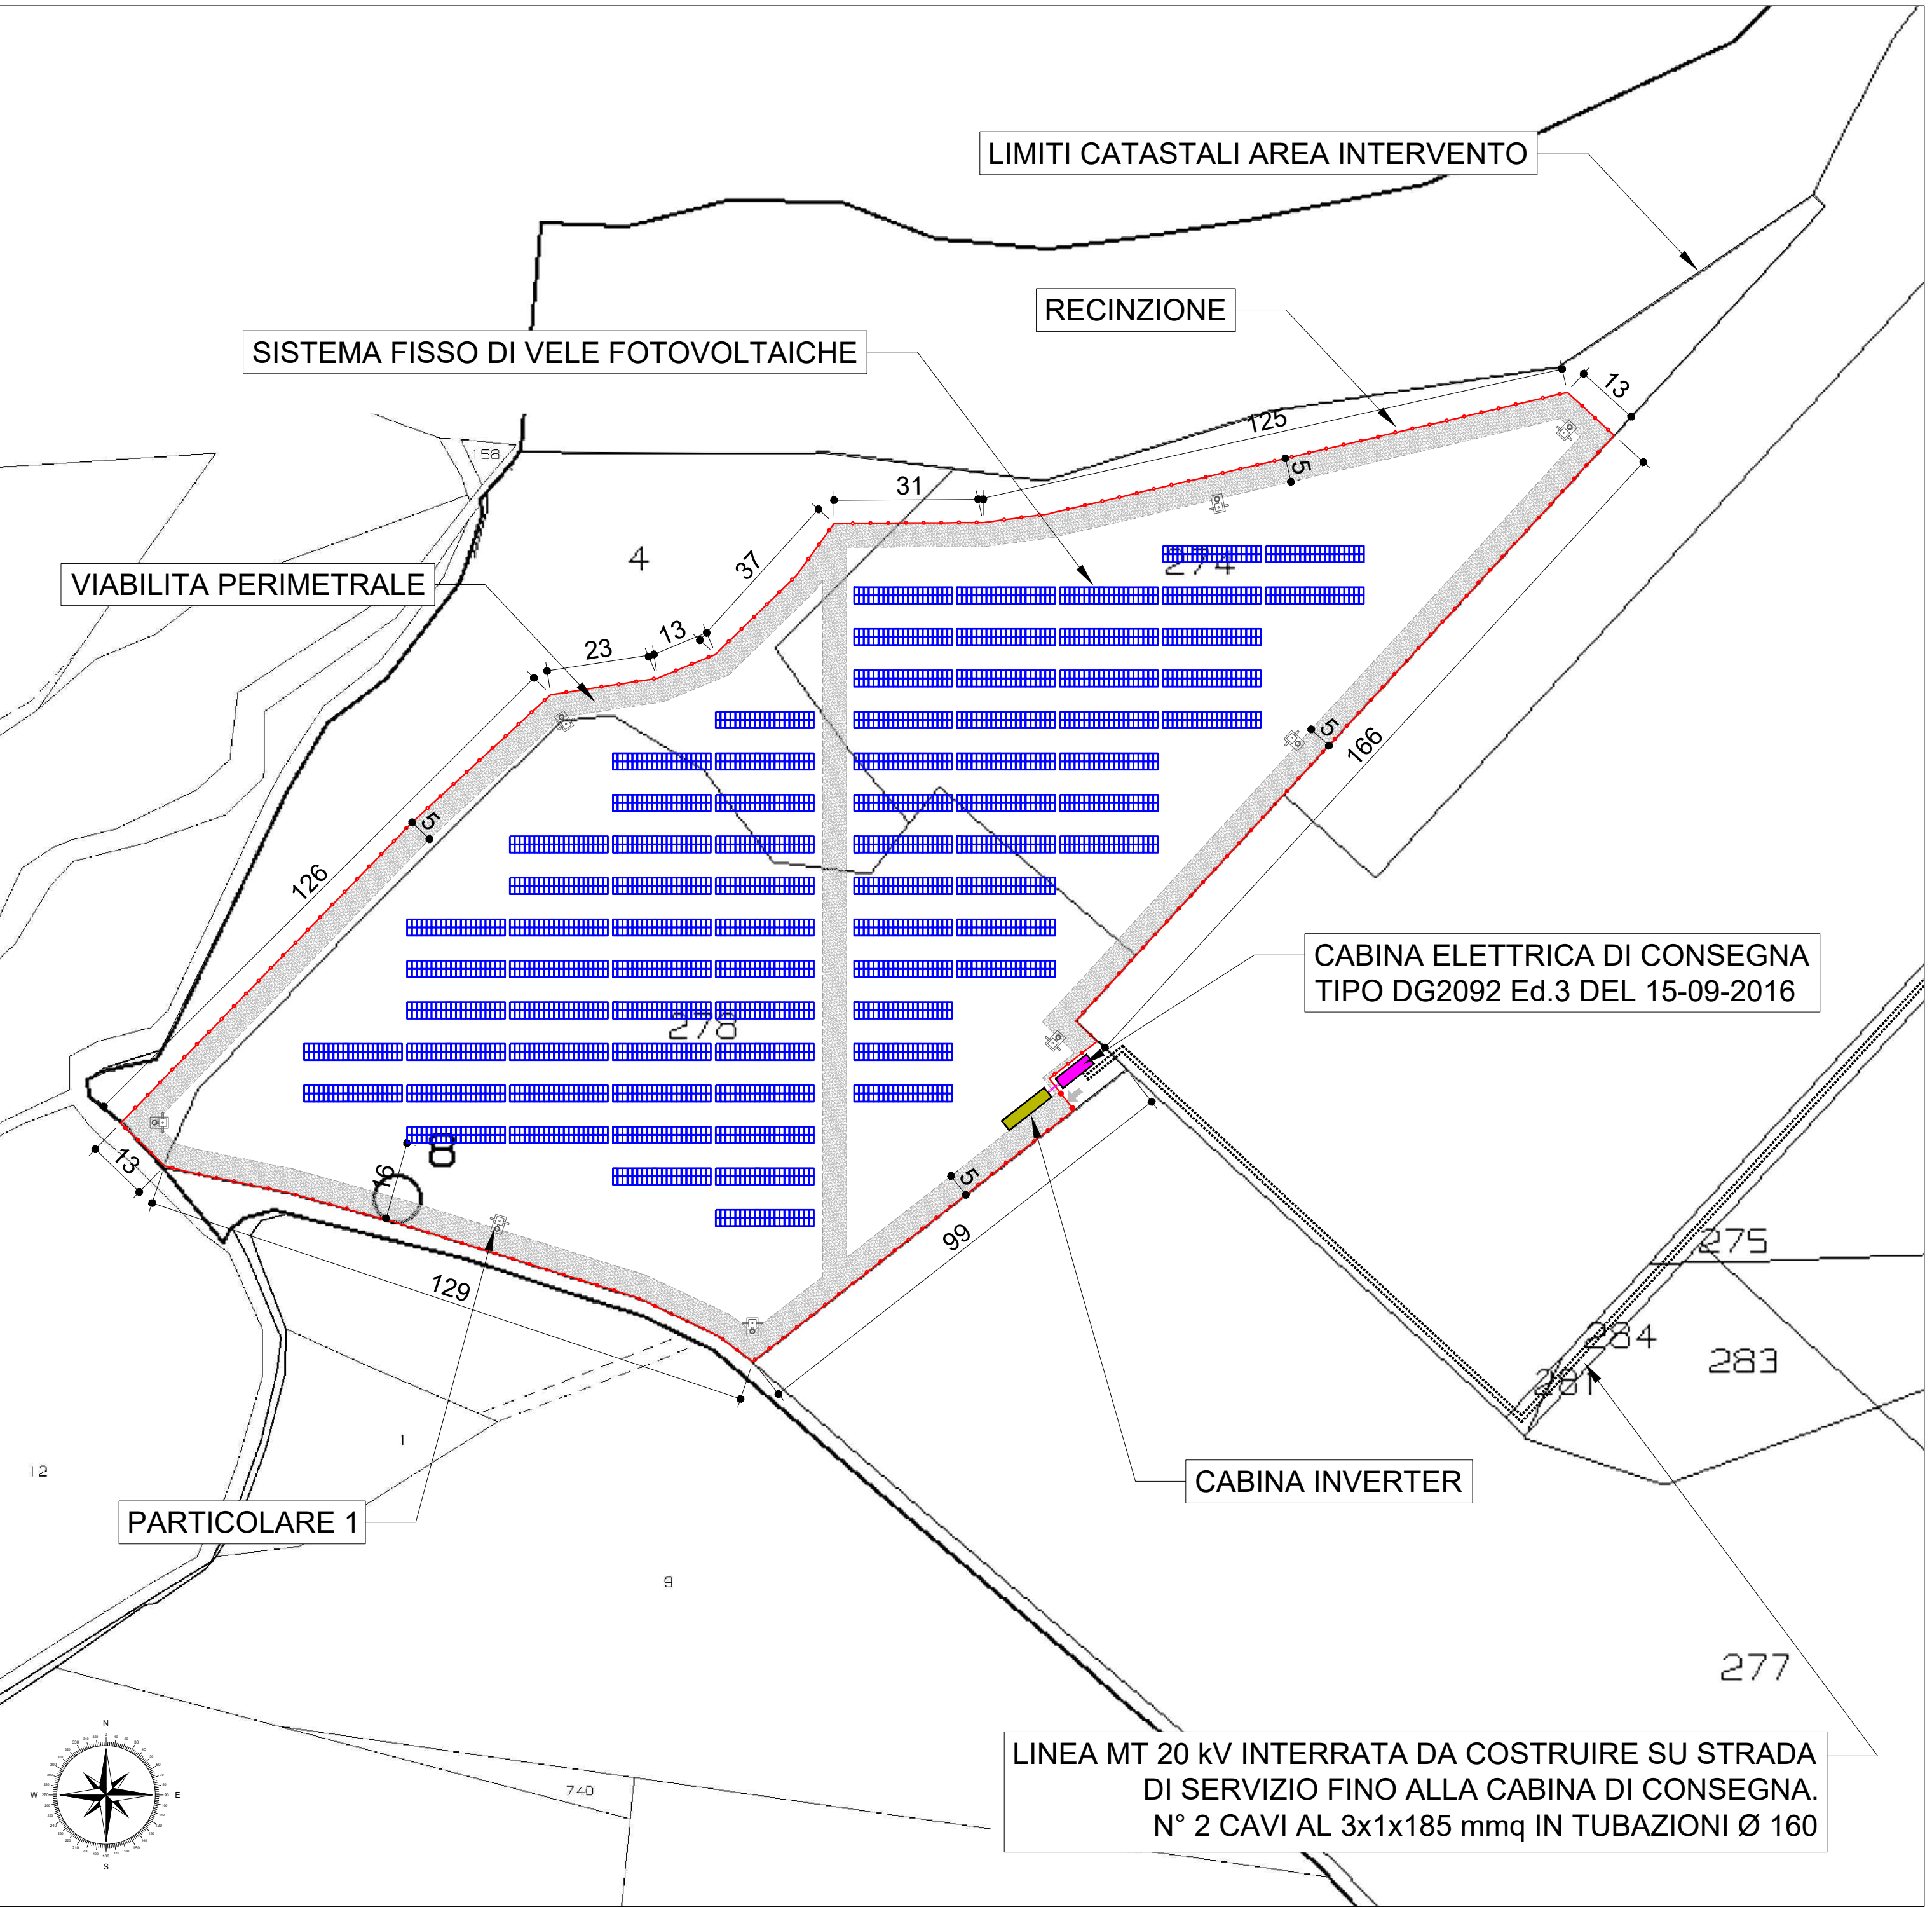 LIMITI CATASTALI AREA INTERVENTO
RECINZIONE
SISTEMA FISSO DI VELE FOTOVOLTAICHE
13
125
158
5
31
4
37
274
VIABILITA PERIMETRALE
13
23
5
166
5
126
CABINA ELETTRICA DI CONSEGNA
TIPO DG2092 Ed.3 DEL 15-09-2016
278
8
13
16
5
99
275
129
284
283
281
1
12
CABINA INVERTER
PARTICOLARE 1
9
277
N
W
E
S
740
LINEA MT 20 kV INTERRATA DA COSTRUIRE SU STRADA
DI SERVIZIO FINO ALLA CABINA DI CONSEGNA.
N° 2 CAVI AL 3x1x185 mmq IN TUBAZIONI Ø 160